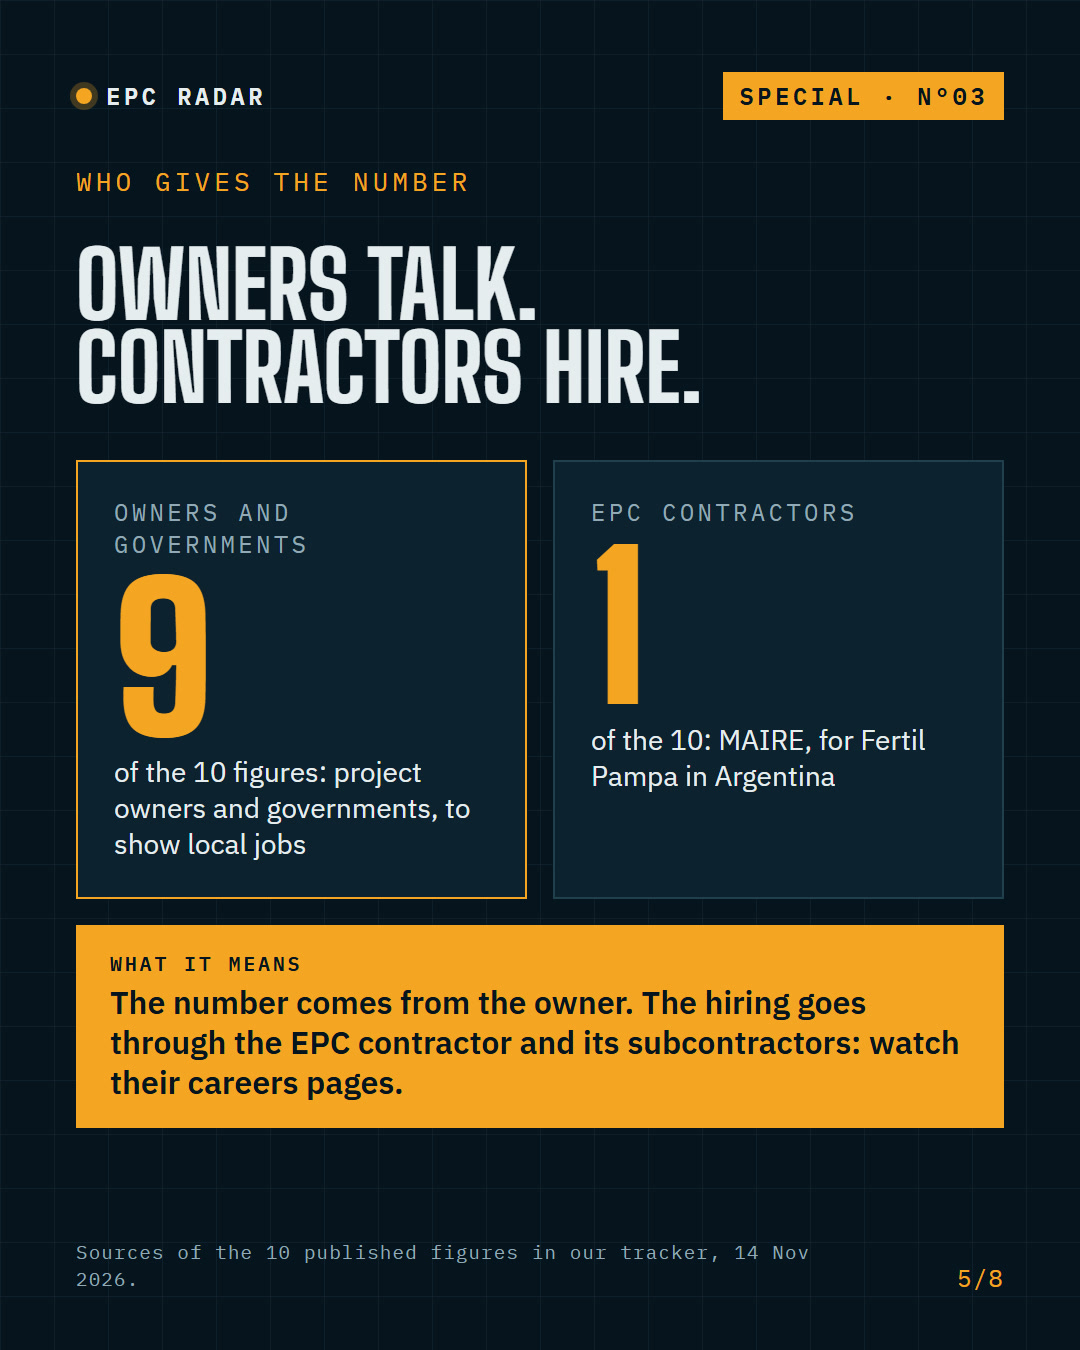 EPC RADAR
SPECIAL · Nº03
WHO GIVES THE NUMBER
OWNERS TALK.
CONTRACTORS HIRE.
OWNERS AND
GOVERNMENTS
9
of the 10 figures: project
owners and governments, to
show local jobs
EPC CONTRACTORS
1
of the 10: MAIRE, for Fertil
Pampa in Argentina
WHAT IT MEANS
The number comes from the owner. The hiring goes
through the EPC contractor and its subcontractors: watch
their careers pages.
Sources of the 10 published figures in our tracker, 14 Nov
2026.
5/8